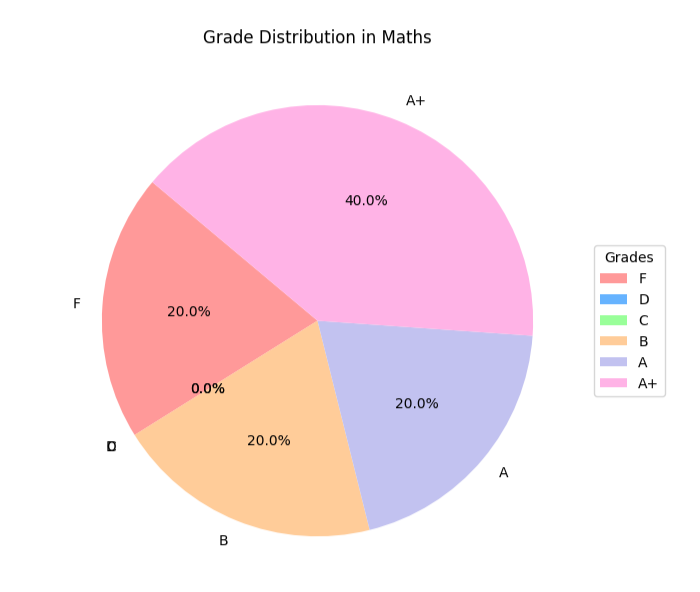 Grade Distribution in Maths
A+
40.0%
Grades
F
D
C
B
A
A+
F
20.0%
0.0%
20.0%
20.0%
A
B